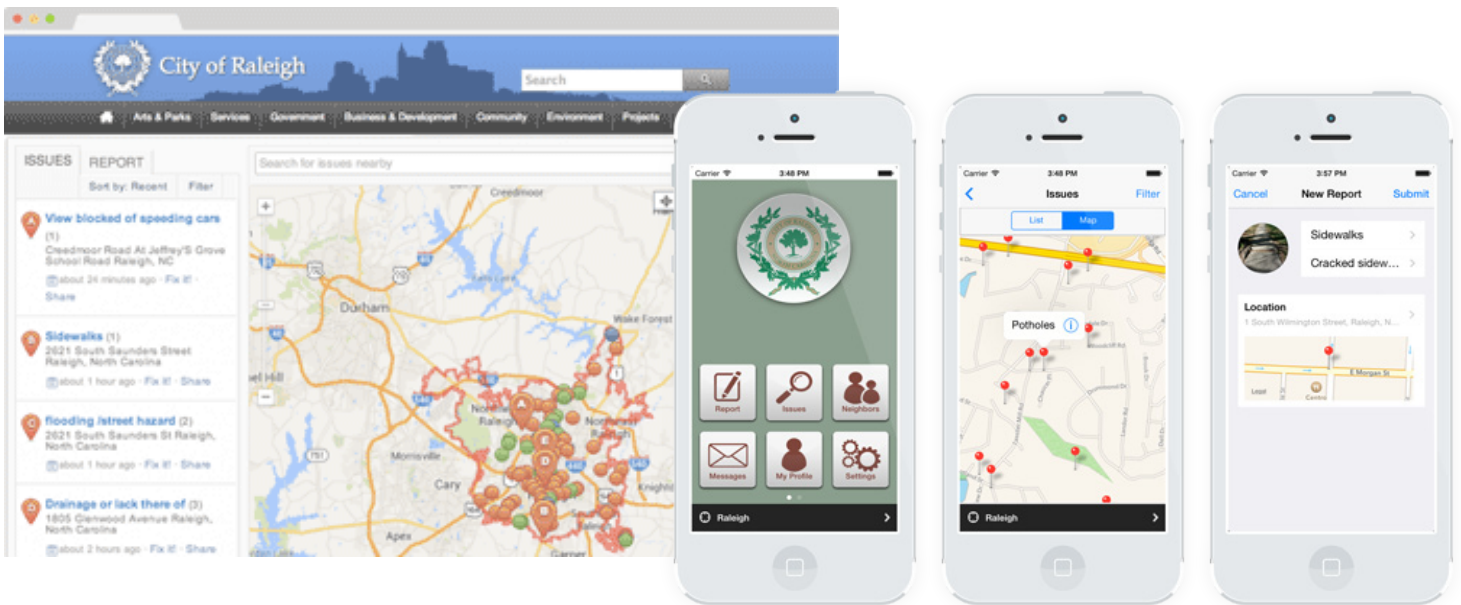 City of Raleigh
Search
Arts & Parks
Services
Government
Business & Development
Community
Environment
Projects
ISSUES
REPORT
Sort by: Recent
Filter
View blocked of speeding cars
(1)
Creedmoor Road At Jeffrey'S Grove
School Road Raleigh, NC
about 24 minutes ago · Fix it! ·
Share
Sidewalks (1)
2621 South Saunders Street
Raleigh, North Carolina
about 1 hour ago · Fix it! · Share
flooding /street hazard (2)
2621 South Saunders St Raleigh,
North Carolina
about 1 hour ago · Fix it! · Share
Drainage or lack there of (3)
1805 Glenwood Avenue Raleigh,
North Carolina
about 2 hours ago · Fix it! · Share
Search for issues nearby
Creedmoor
Durham
Wake Forest
Morrisville
Cary
Apex
Garner
Carrier
3:48 PM
Report
Issues
Neighbors
Messages
My Profile
Settings
Raleigh
Carrier
3:48 PM
Issues
Filter
List
Map
Potholes
Drummond Dr
Raleigh
Carrier
3:57 PM
Cancel
New Report
Submit
Sidewalks
Cracked sidew...
Location
1 South Wilmington Street, Raleigh, N...
E Morgan St